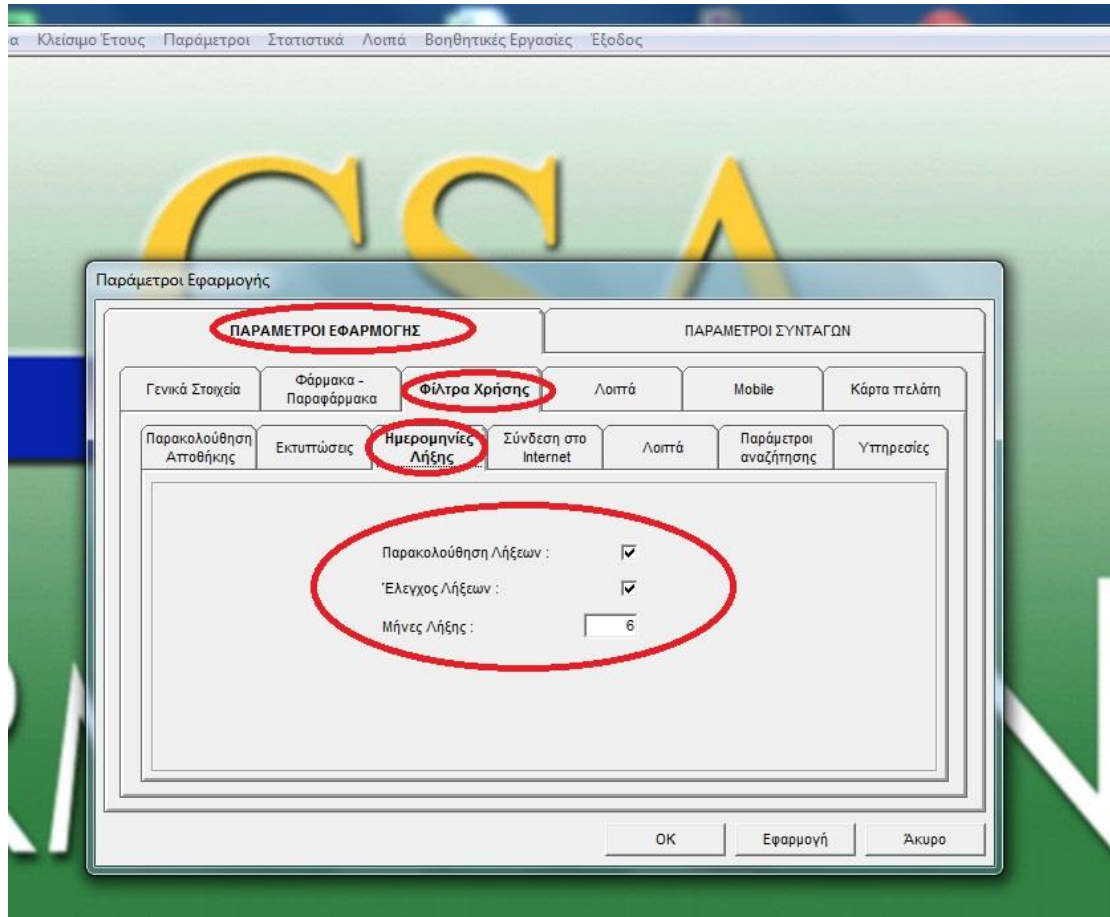 Κλείσιμο Έτους Παράμετροι Στατιστικά Λοιπά Βοηθητικές Εργασίες Έξοδος
CSA
Παράμετροι Εφαρμογής
ΠΑΡΑΜΕΤΡΟΙ ΕΦΑΡΜΟΓΗΣ ΠΑΡΑΜΕΤΡΟΙ ΣΥΝΤΑΓΩΝ
Γενικά Στοιχεία Φάρμακα - Παραφάρμακα Φίλτρα Χρήσης Λοιπά Mobile Κάρτα πελάτη
Παρακολούθηση Αποθήκης Εκτυπώσεις Ημερομηνίες Λήξης Σύνδεση στο Internet Λοιπά Παράμετροι αναζήτησης Υπηρεσίες
Παρακολούθηση Λήξεων :
Έλεγχος Λήξεων :
Μήνες Λήξης : 6
OK Εφαρμογή Άκυρο